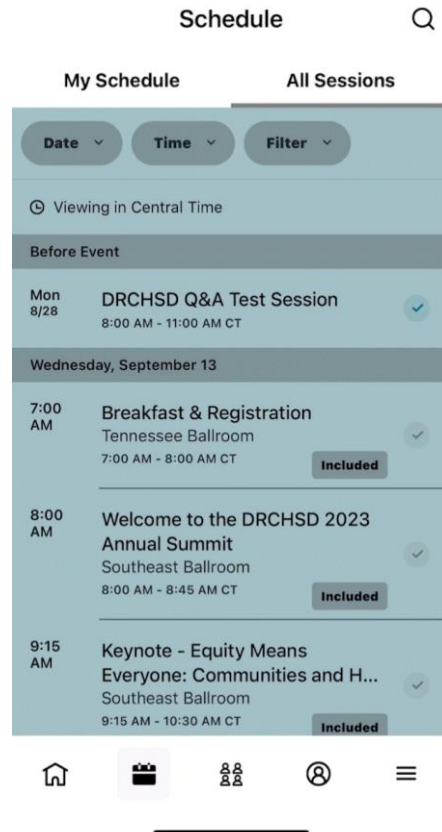 Schedule
My Schedule All Sessions
Date Time Filter
Viewing in Central Time
Before Event
Mon DRCHSD Q&A Test Session
8/28 8:00 AM - 11:00 AM CT
Wednesday, September 13
7:00 AM Breakfast & Registration
Tennessee Ballroom
7:00 AM - 8:00 AM CT Included
8:00 AM Welcome to the DRCHSD 2023
Annual Summit
Southeast Ballroom
8:00 AM - 8:45 AM CT Included
9:15 AM Keynote - Equity Means
Everyone: Communities and H...
Southeast Ballroom
9:15 AM - 10:30 AM CT Included